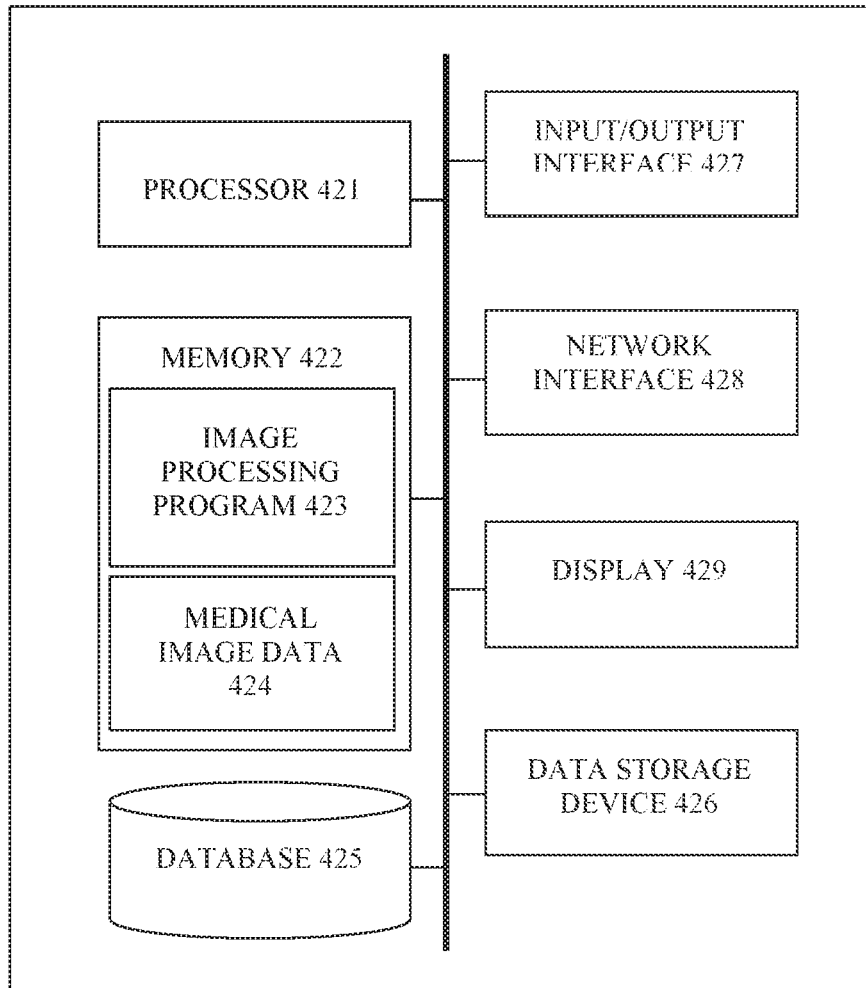 PROCESSOR 421
MEMORY 422
IMAGE
PROCESSING
PROGRAM 423
MEDICAL
IMAGE DATA
424
DATABASE 425
INPUT/OUTPUT
INTERFACE 427
NETWORK
INTERFACE 428
DISPLAY 429
DATA STORAGE
DEVICE 426